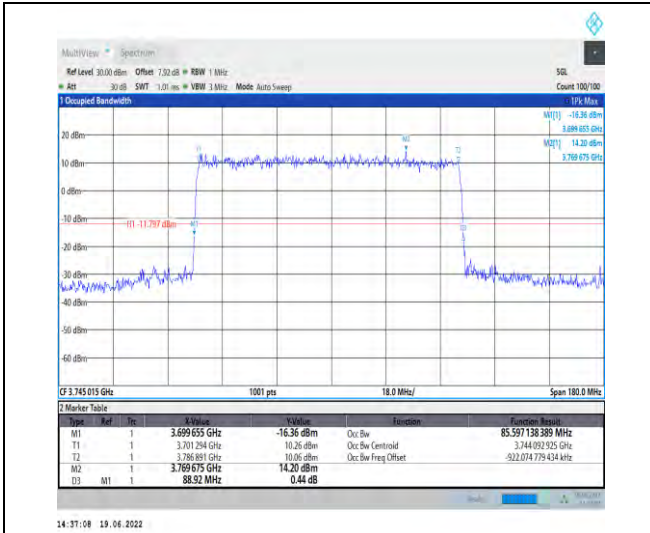 MultiView Spectrum
Ref Level 30.00 dBm Offset 7.92 dB RBW 1 MHz SGL
Att 30 dB SWT 1.01 ms VBW 3 MHz Mode Auto Sweep Count 100/100
1 Occupied Bandwidth 1Pk Max
M1[1] -16.36 dBm
3.699 655 GHz
M2[1] 14.20 dBm
3.769 675 GHz
20 dBm
M2
T1
T2
10 dBm
0 dBm
-10 dBm
H1 -11.797 dBm
M1
D3
-20 dBm
-30 dBm
-40 dBm
-50 dBm
-60 dBm
CF 3.745 015 GHz 1001 pts 18.0 MHz/ Span 180.0 MHz
2 Marker Table
Type Ref Trc X-Value Y-Value Function Function Result
M1 1 3.699 655 GHz -16.36 dBm Occ Bw 85.597 138 389 MHz
T1 1 3.701 294 GHz 10.26 dBm Occ Bw Centroid 3.744 092 925 GHz
T2 1 3.786 891 GHz 10.06 dBm Occ Bw Freq Offset -922.074 779 434 kHz
M2 1 3.769 675 GHz 14.20 dBm
D3 M1 1 88.92 MHz 0.44 dB
14:37:08 19.06.2022